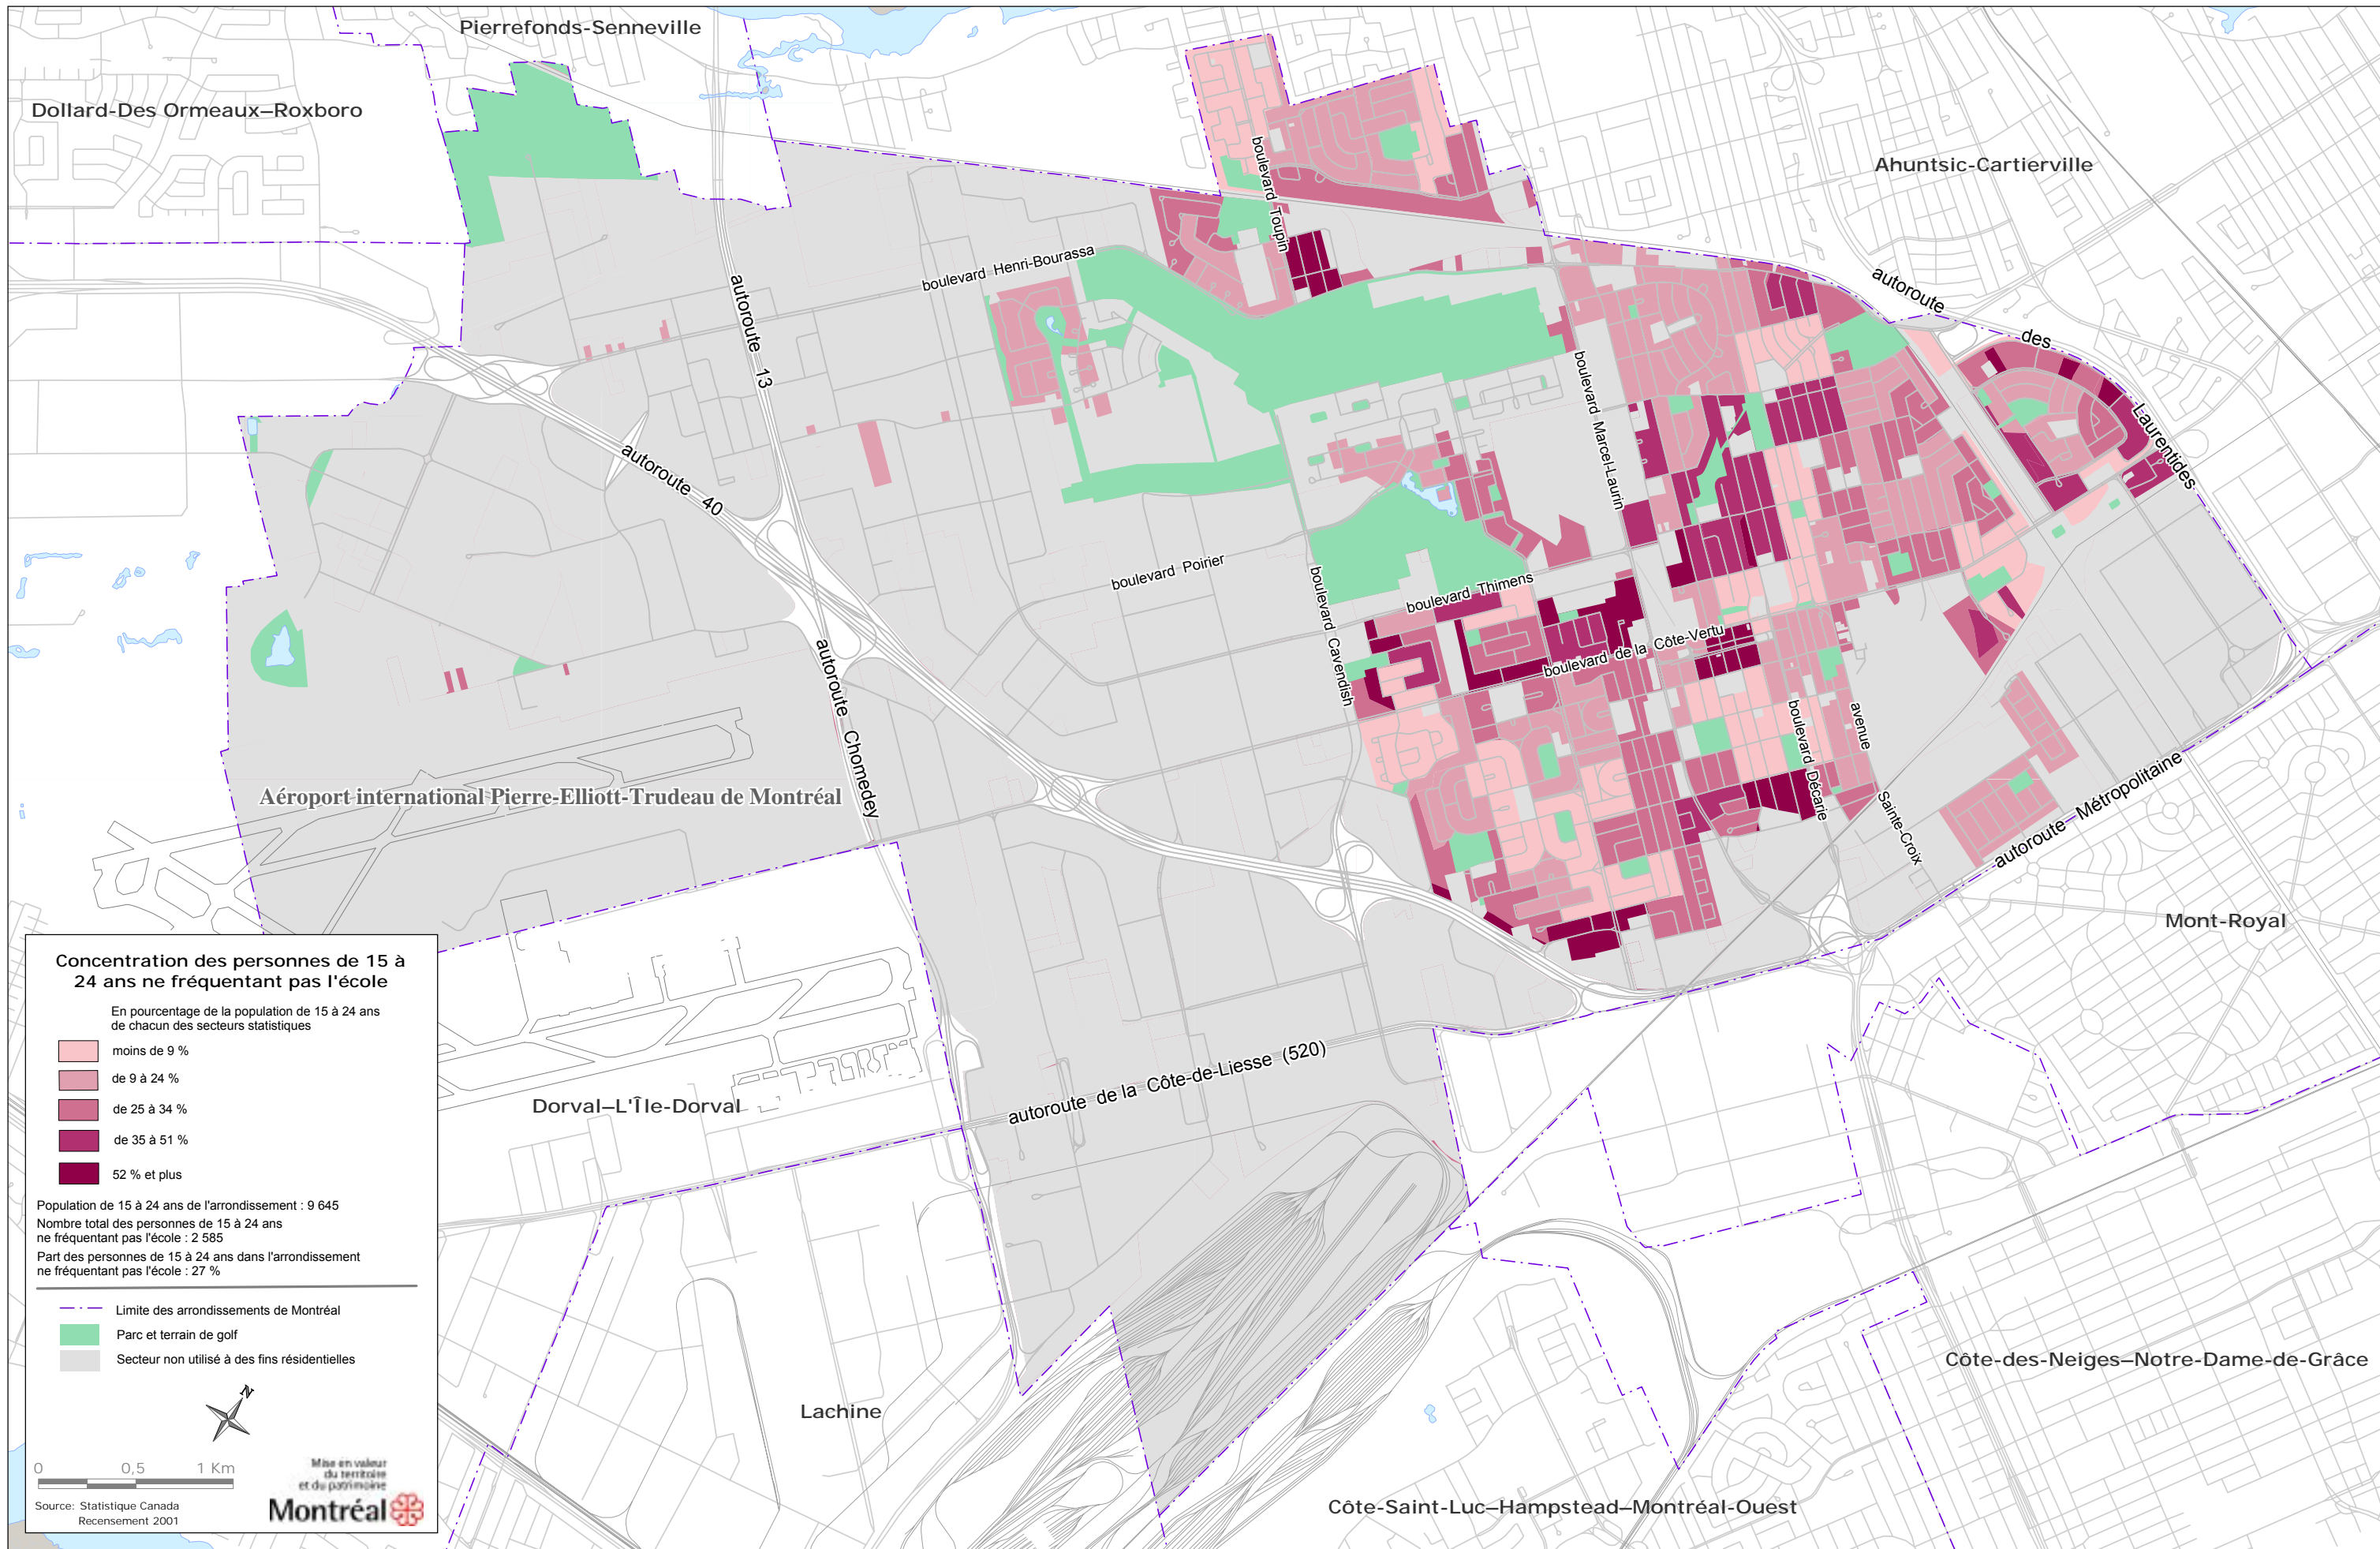 Pierrefonds-Senneville
Dollard-Des Ormeaux–Roxboro
Ahuntsic-Cartierville
boulevard Toupin
boulevard Henri-Bourassa
autoroute 13
autoroute des Laurentides
boulevard Marcel-Laurin
autoroute 40
boulevard Poirier
boulevard Thimens
boulevard Cavendish
boulevard de la Côte-Vertu
autoroute Chomedey
boulevard Décarie
avenue Sainte-Croix
Aéroport international Pierre-Elliott-Trudeau de Montréal
autoroute Métropolitaine
Mont-Royal
autoroute de la Côte-de-Liesse (520)
Dorval–L'Île-Dorval
Lachine
Côte-des-Neiges–Notre-Dame-de-Grâce
Côte-Saint-Luc–Hampstead–Montréal-Ouest
Concentration des personnes de 15 à
24 ans ne fréquentant pas l'école
En pourcentage de la population de 15 à 24 ans
de chacun des secteurs statistiques
moins de 9 %
de 9 à 24 %
de 25 à 34 %
de 35 à 51 %
52 % et plus
Population de 15 à 24 ans de l'arrondissement : 9 645
Nombre total des personnes de 15 à 24 ans
ne fréquentant pas l'école : 2 585
Part des personnes de 15 à 24 ans dans l'arrondissement
ne fréquentant pas l'école : 27 %
Limite des arrondissements de Montréal
Parc et terrain de golf
Secteur non utilisé à des fins résidentielles
N
0 0,5 1 Km
Source: Statistique Canada
Recensement 2001
Mise en valeur
du territoire
et du patrimoine
Montréal